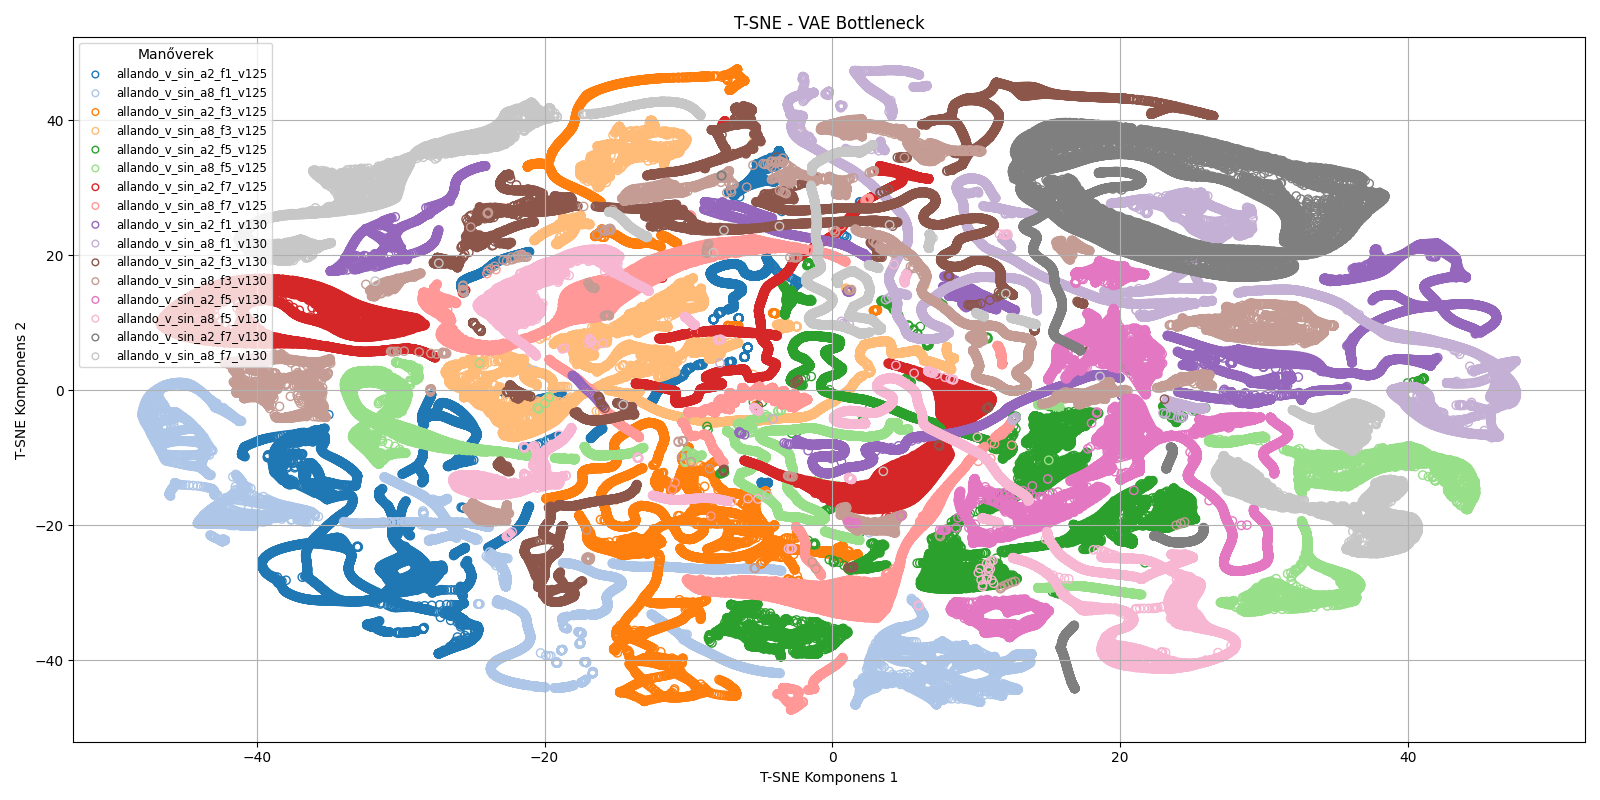 T-SNE - VAE Bottleneck
Manőverek
allando_v_sin_a2_f1_v125
allando_v_sin_a8_f1_v125
allando_v_sin_a2_f3_v125
allando_v_sin_a8_f3_v125
allando_v_sin_a2_f5_v125
allando_v_sin_a8_f5_v125
allando_v_sin_a2_f7_v125
allando_v_sin_a8_f7_v125
allando_v_sin_a2_f1_v130
allando_v_sin_a8_f1_v130
allando_v_sin_a2_f3_v130
allando_v_sin_a8_f3_v130
allando_v_sin_a2_f5_v130
allando_v_sin_a8_f5_v130
allando_v_sin_a2_f7_v130
allando_v_sin_a8_f7_v130
T-SNE Komponens 2
40
20
0
−20
−40
−40
−20
0
20
40
T-SNE Komponens 1